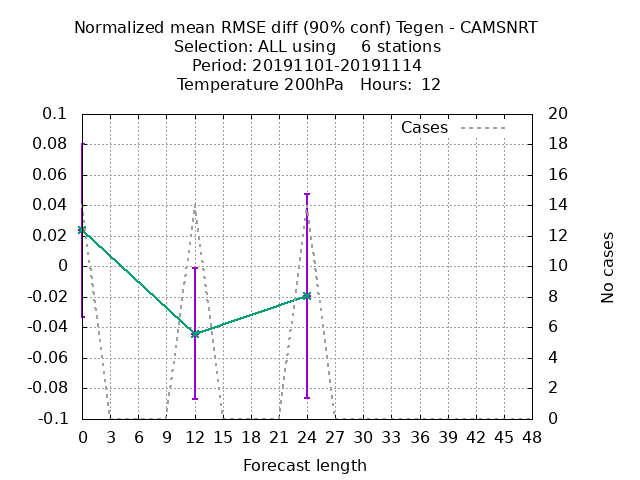 Normalized mean RMSE diff (90% conf) Tegen - CAMSNRT
Selection: ALL using     6 stations
Period: 20191101-20191114
Temperature 200hPa   Hours:  12
Cases
0.1
0.08
0.06
0.04
0.02
0
-0.02
-0.04
-0.06
-0.08
-0.1
20
18
16
14
12
10
8
6
4
2
0
No cases
0 3 6 9 12 15 18 21 24 27 30 33 36 39 42 45 48
Forecast length